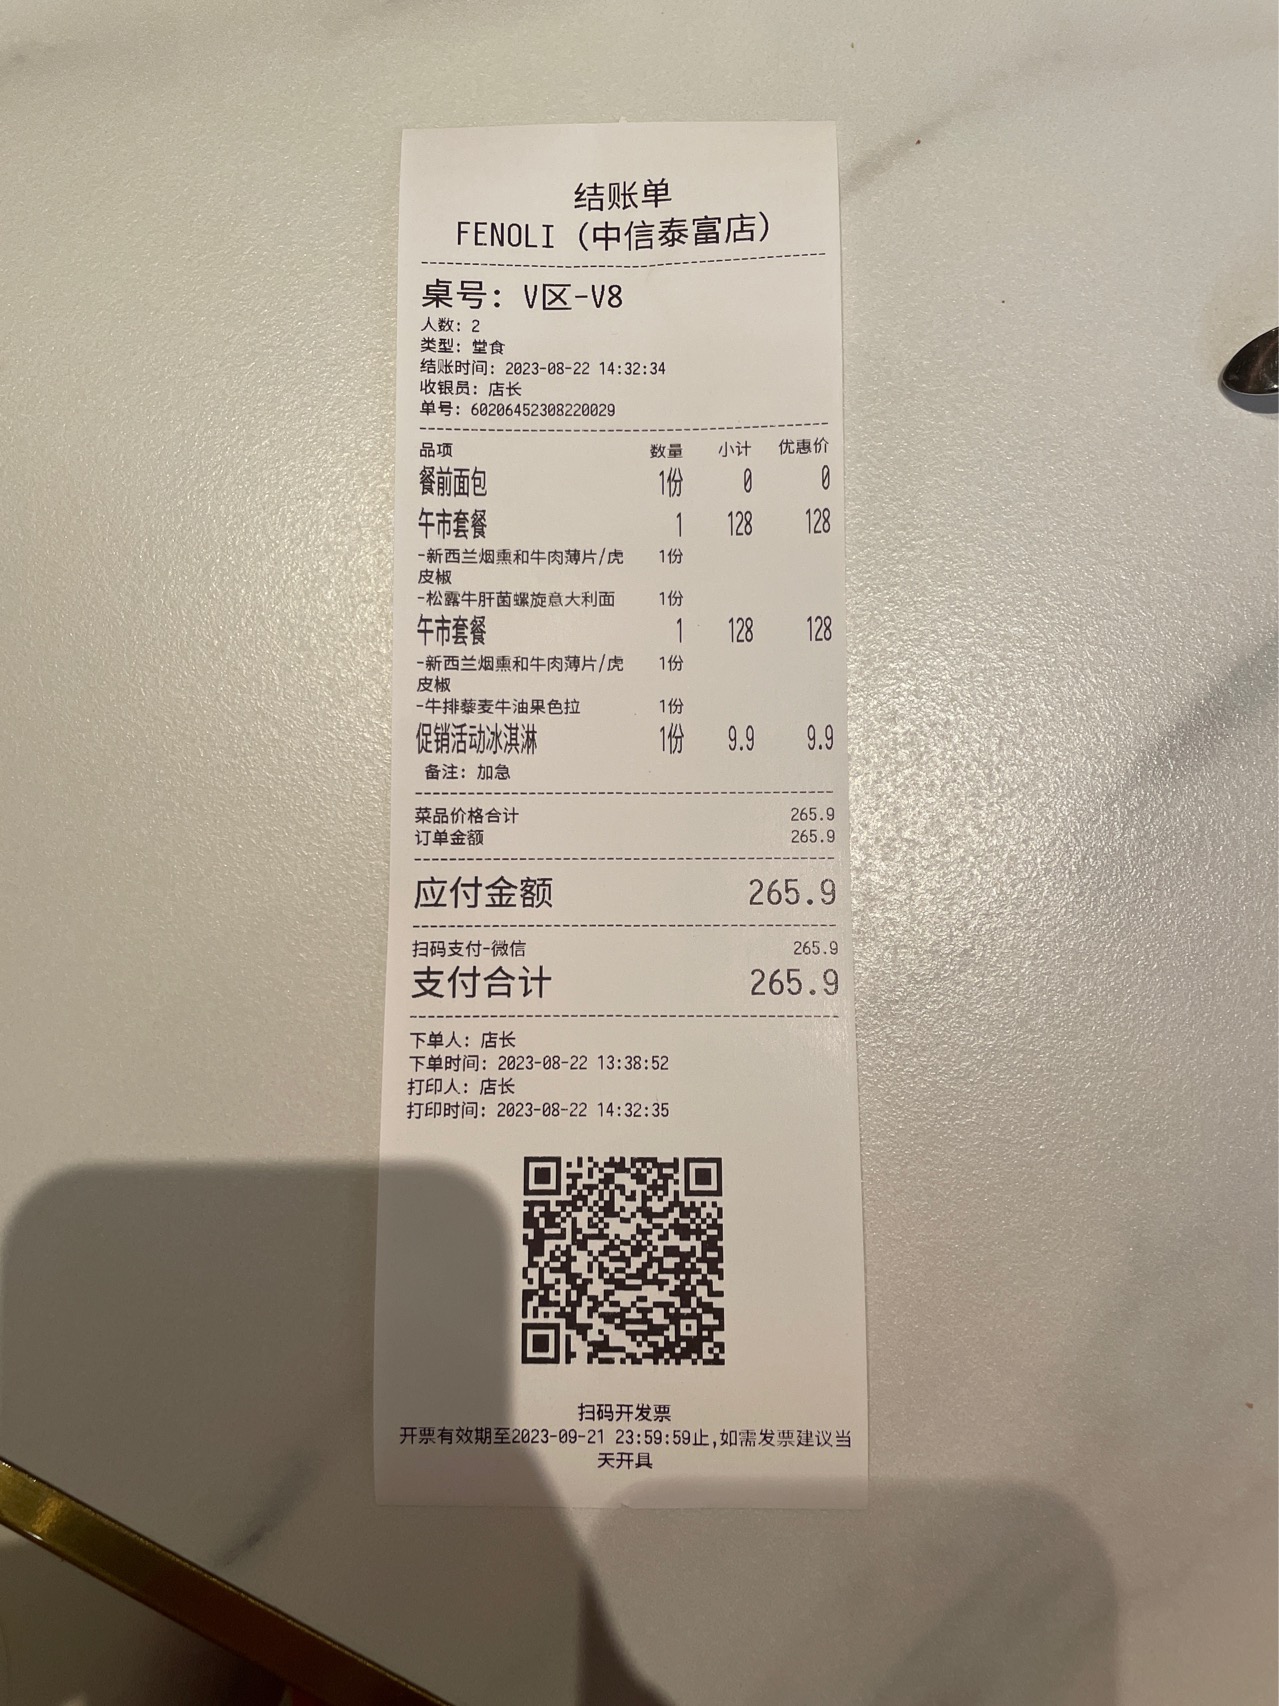 结账单
FENOLI（中信泰富店）
桌号: V区-V8
人数: 2
类型: 堂食
结账时间: 2023-08-22 14:32:34
收银员: 店长
单号: 60206452308220029
品项 数量 小计 优惠价
餐前面包 1份 0 0
午市套餐 1 128 128
-新西兰烟熏和牛肉薄片/虎 1份
皮椒
-松露牛肝菌螺旋意大利面 1份
午市套餐 1 128 128
-新西兰烟熏和牛肉薄片/虎 1份
皮椒
-牛排藜麦牛油果色拉 1份
促销活动冰淇淋 1份 9.9 9.9
备注: 加急
菜品价格合计 265.9
订单金额 265.9
应付金额 265.9
扫码支付-微信 265.9
支付合计 265.9
下单人: 店长
下单时间: 2023-08-22 13:38:52
打印人: 店长
打印时间: 2023-08-22 14:32:35
扫码开发票
开票有效期至2023-09-21 23:59:59止,如需发票建议当
天开具